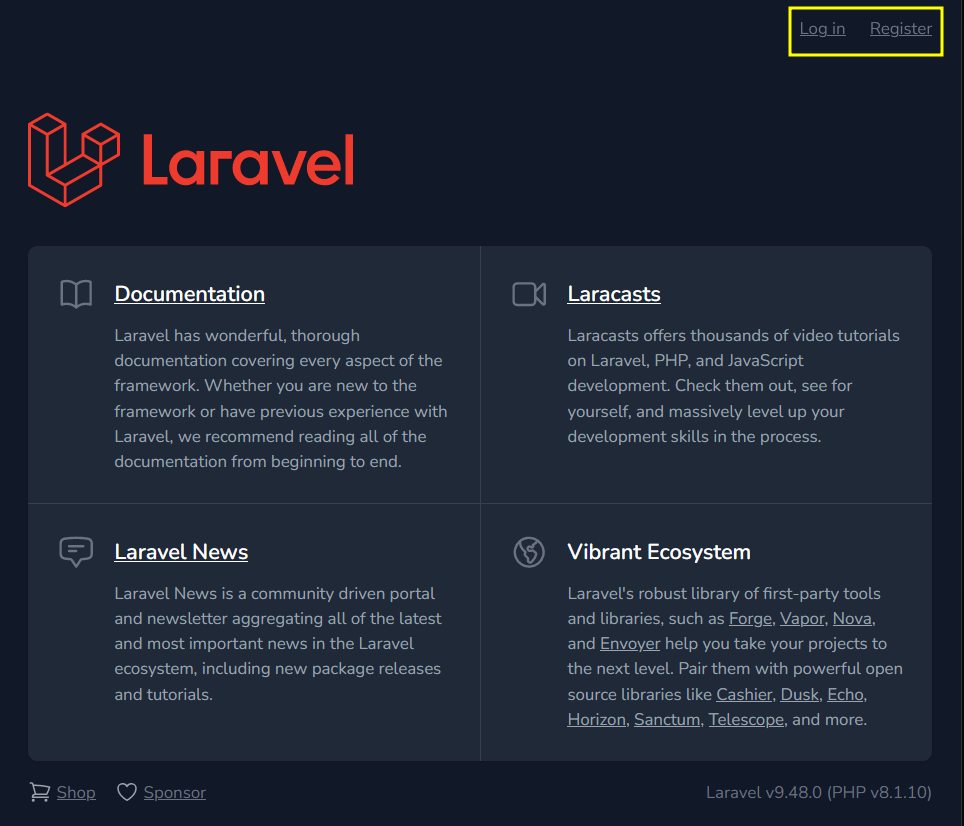 Log in Register
Laravel
Documentation
Laravel has wonderful, thorough
documentation covering every aspect of the
framework. Whether you are new to the
framework or have previous experience with
Laravel, we recommend reading all of the
documentation from beginning to end.
Laracasts
Laracasts offers thousands of video tutorials
on Laravel, PHP, and JavaScript
development. Check them out, see for
yourself, and massively level up your
development skills in the process.
Laravel News
Laravel News is a community driven portal
and newsletter aggregating all of the latest
and most important news in the Laravel
ecosystem, including new package releases
and tutorials.
Vibrant Ecosystem
Laravel's robust library of first-party tools
and libraries, such as Forge, Vapor, Nova,
and Envoyer help you take your projects to
the next level. Pair them with powerful open
source libraries like Cashier, Dusk, Echo,
Horizon, Sanctum, Telescope, and more.
Shop Sponsor Laravel v9.48.0 (PHP v8.1.10)